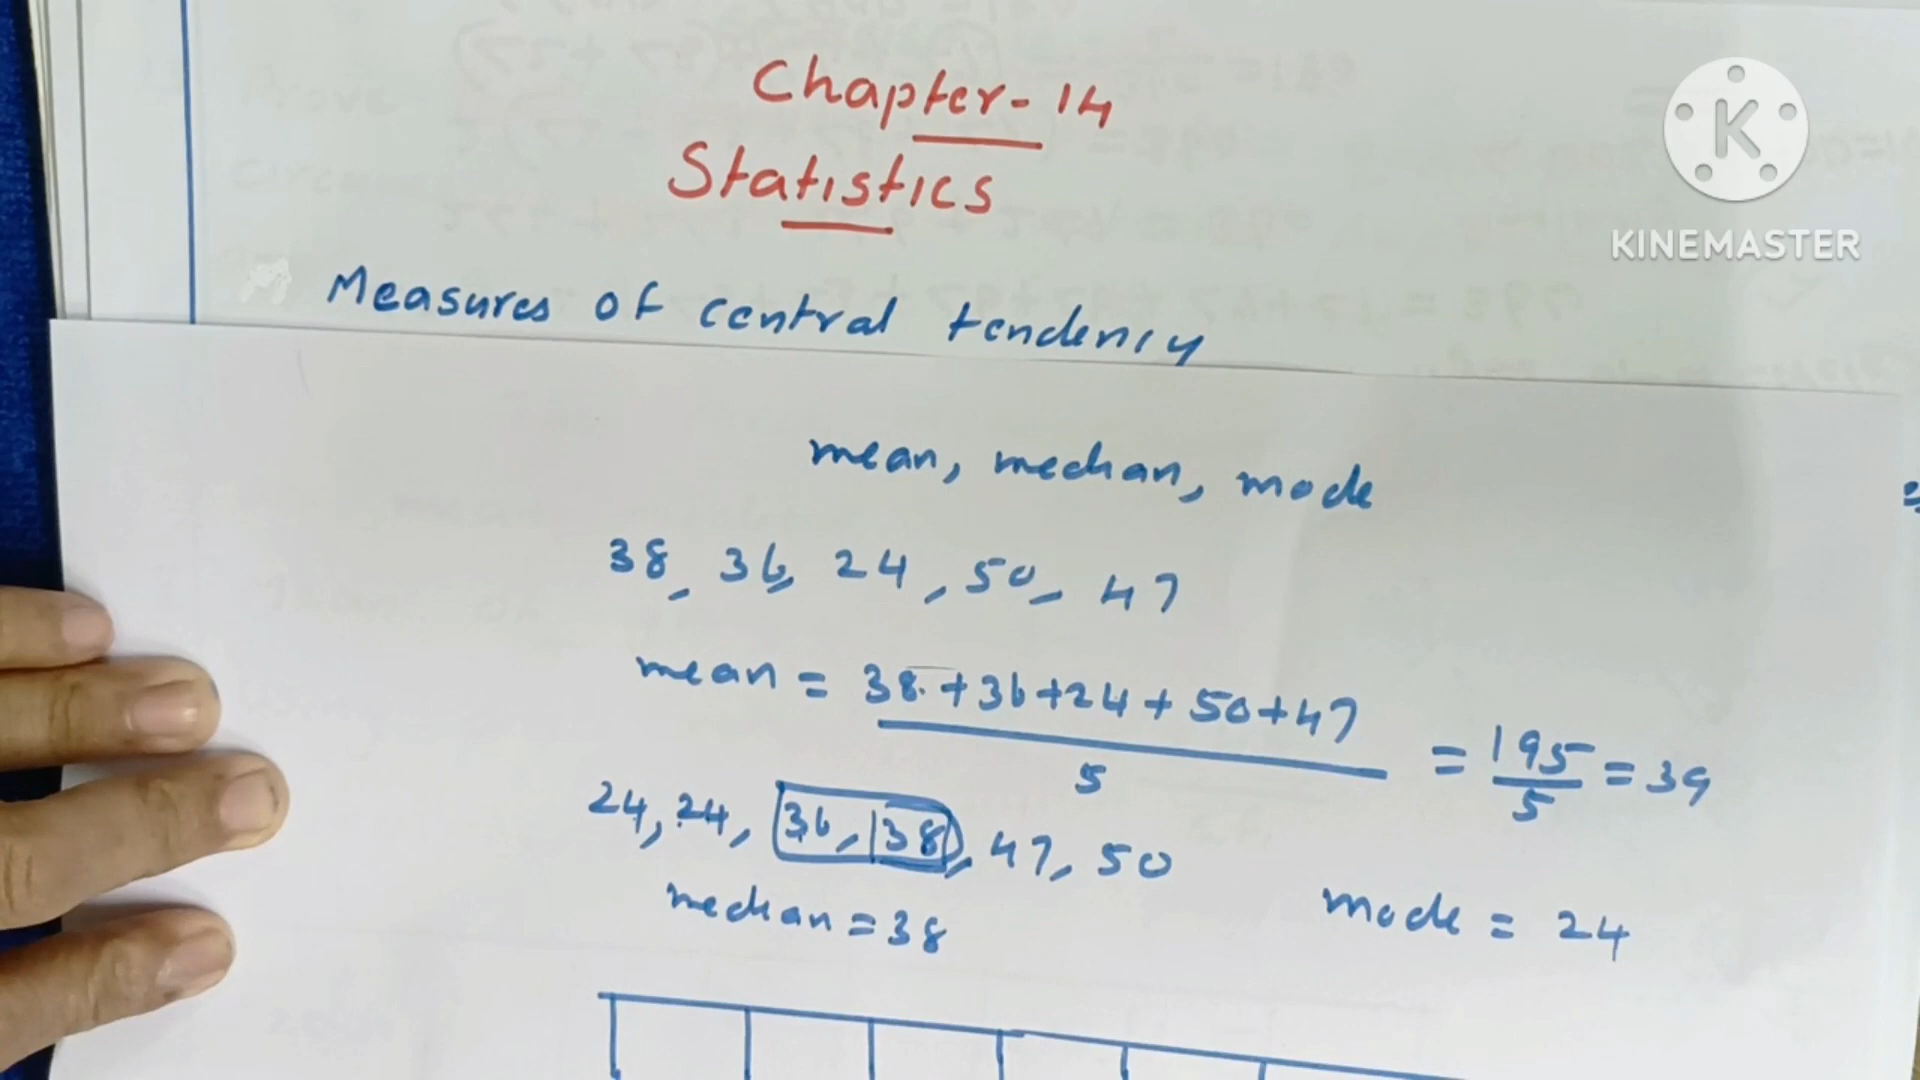 Chapter-14
Statistics
KINEMASTER
Measures of central tendency
mean, median, mode
38, 36, 24, 50, 47
mean = 38+36+24+50+47 / 5 = 195/5 = 39
24, 24, 36, 38, 47, 50
median = 38
mode = 24